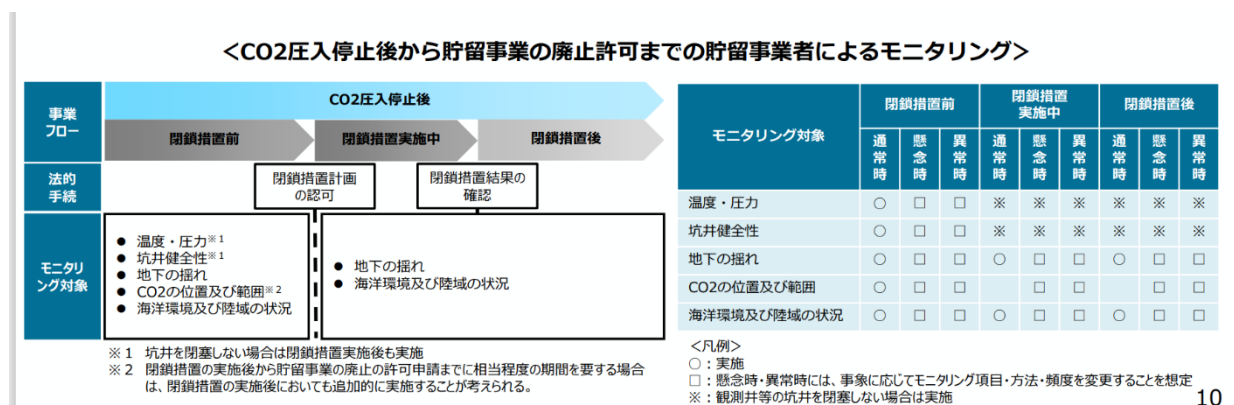 <CO2圧入停止後から貯留事業の廃止許可までの貯留事業者によるモニタリング>
事業
フロー
CO2圧入停止後
閉鎖措置前
閉鎖措置実施中
閉鎖措置後
法的
手続
閉鎖措置計画
の認可
閉鎖措置結果の
確認
モニタリ
ング対象
● 温度・圧力※1
● 坑井健全性※1
● 地下の揺れ
● CO2の位置及び範囲※2
● 海洋環境及び陸域の状況
● 地下の揺れ
● 海洋環境及び陸域の状況
※1 坑井を閉塞しない場合は閉鎖措置実施後も実施
※2 閉鎖措置の実施後から貯留事業の廃止の許可申請までに相当程度の期間を要する場合
は、閉鎖措置の実施後においても追加的に実施することが考えられる。
モニタリング対象 閉鎖措置前 閉鎖措置
実施中 閉鎖措置後
通常時 懸念時 異常時 通常時 懸念時 異常時 通常時 懸念時 異常時
温度・圧力 ○ □ □ ※ ※ ※ ※ ※ ※
坑井健全性 ○ □ □ ※ ※ ※ ※ ※ ※
地下の揺れ ○ □ □ ○ □ □ ○ □ □
CO2の位置及び範囲 ○ □ □ □ □ □ □
海洋環境及び陸域の状況 ○ □ □ ○ □ □ ○ □ □
<凡例>
○：実施
□：懸念時・異常時には、事象に応じてモニタリング項目・方法・頻度を変更することを想定
※：観測井等の坑井を閉塞しない場合は実施
10